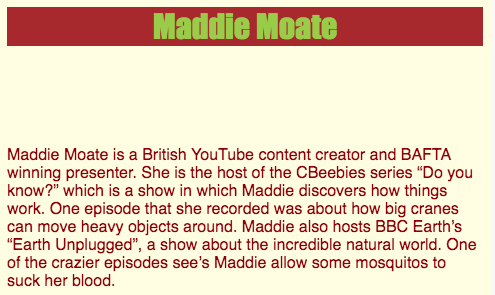 Maddie Moate
Maddie Moate is a British YouTube content creator and BAFTA
winning presenter. She is the host of the CBeebies series “Do you
know?” which is a show in which Maddie discovers how things
work. One episode that she recorded was about how big cranes
can move heavy objects around. Maddie also hosts BBC Earth’s
“Earth Unplugged”, a show about the incredible natural world. One
of the crazier episodes see’s Maddie allow some mosquitos to
suck her blood.